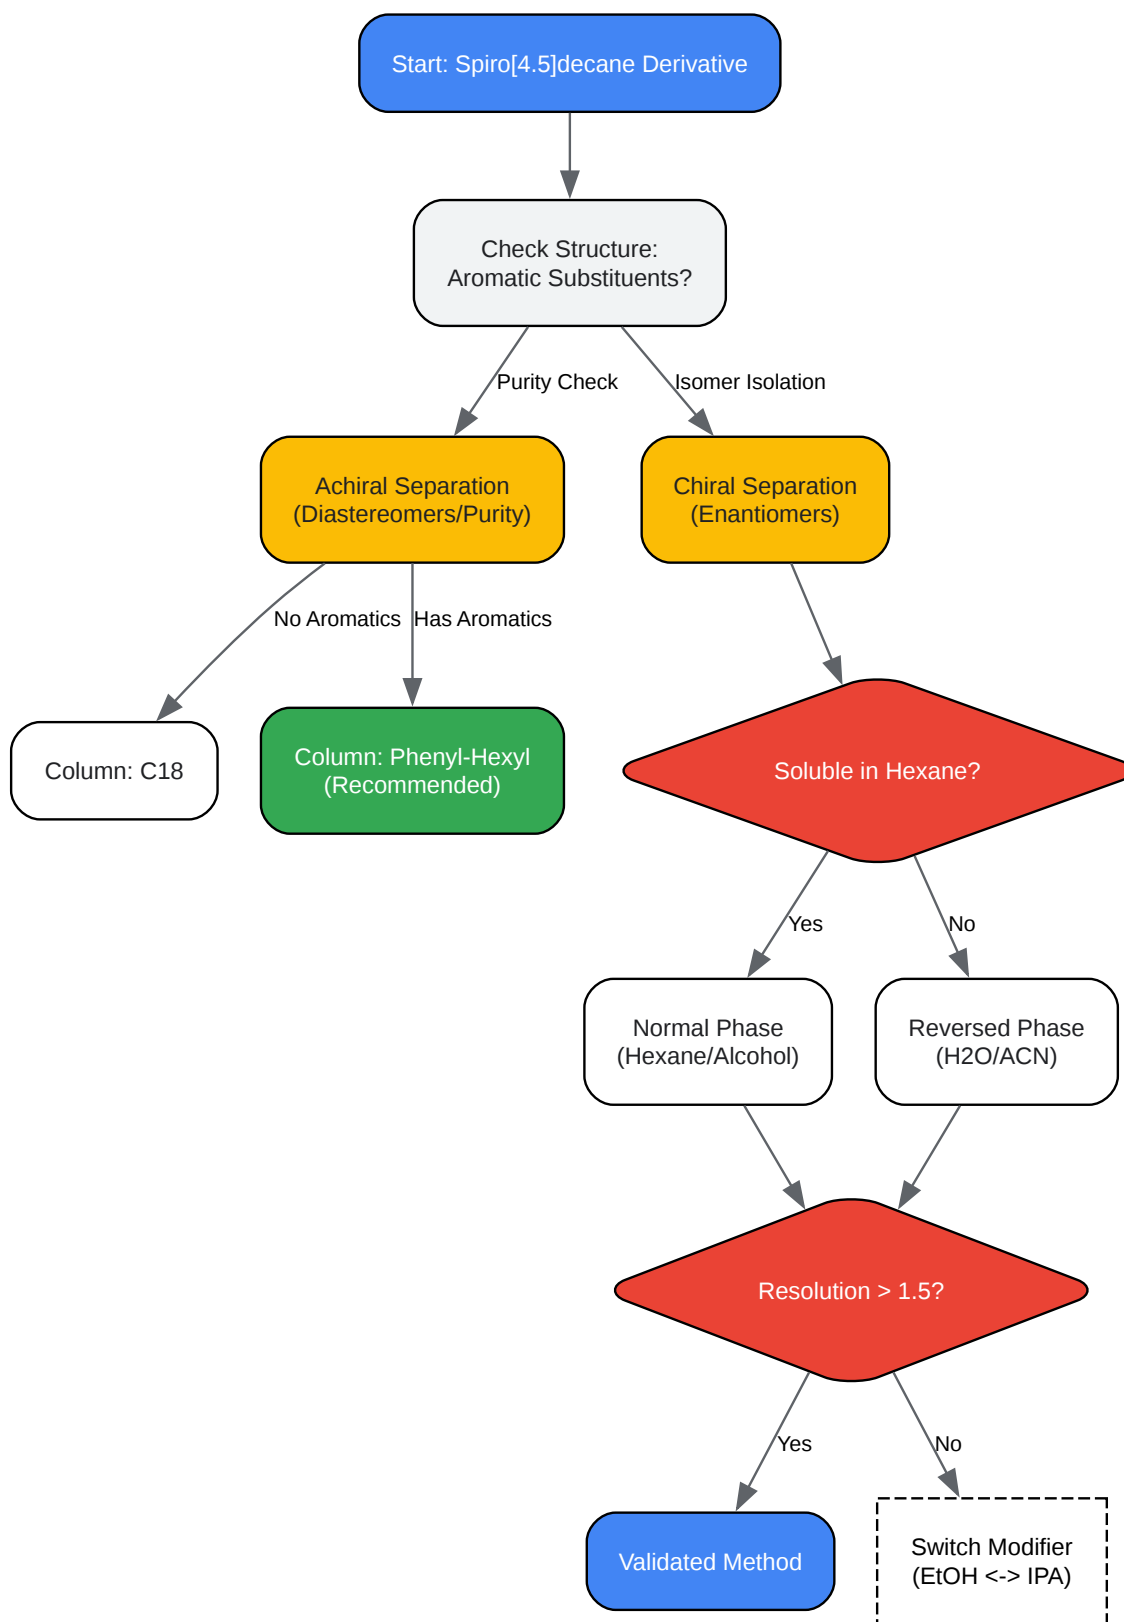 Start: Spiro[4.5]decane Derivative
Check Structure:
Aromatic Substituents?
Purity Check
Isomer Isolation
Achiral Separation
(Diastereomers/Purity)
Chiral Separation
(Enantiomers)
No Aromatics
Has Aromatics
Column: C18
Column: Phenyl-Hexyl
(Recommended)
Soluble in Hexane?
Yes
No
Normal Phase
(Hexane/Alcohol)
Reversed Phase
(H2O/ACN)
Resolution > 1.5?
Yes
No
Validated Method
Switch Modifier
(EtOH <-> IPA)